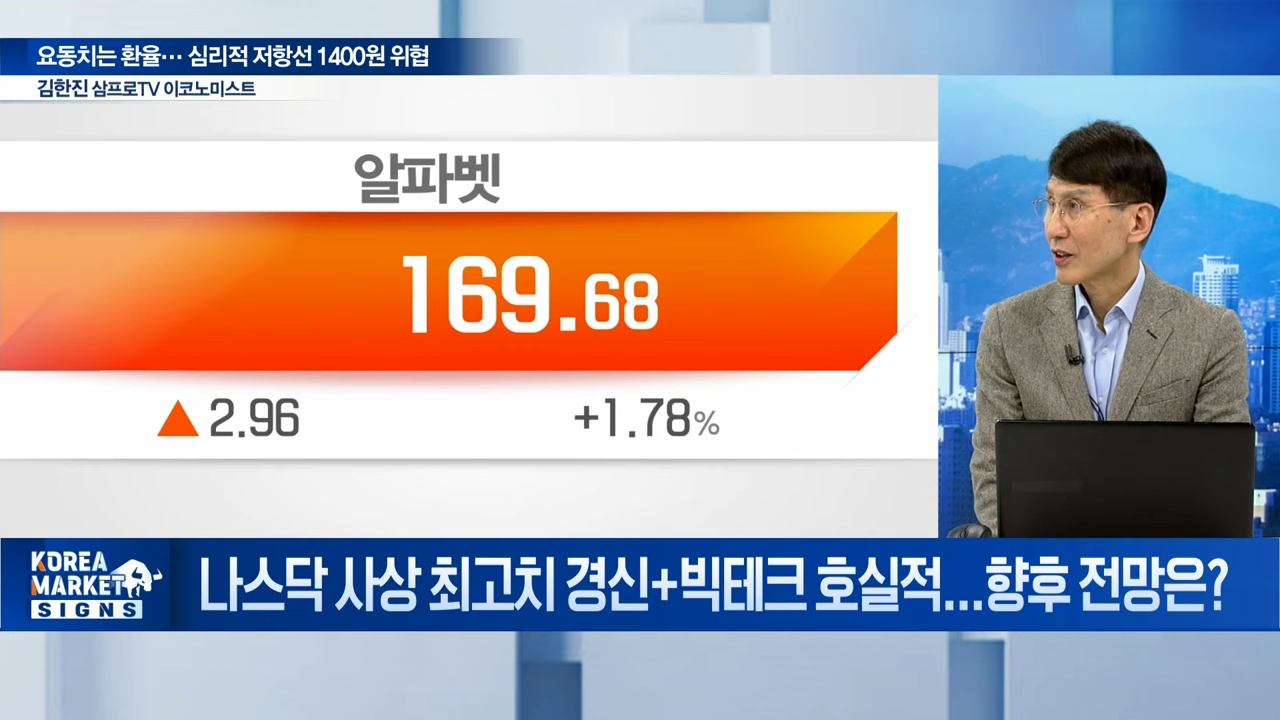 요동치는 환율… 심리적 저항선 1400원 위협
김한진 삼프로TV 이코노미스트
알파벳
169.68
▲ 2.96
+1.78%
KOREA
MARKET
SIGNS
나스닥 사상 최고치 경신+빅테크 호실적...향후 전망은?